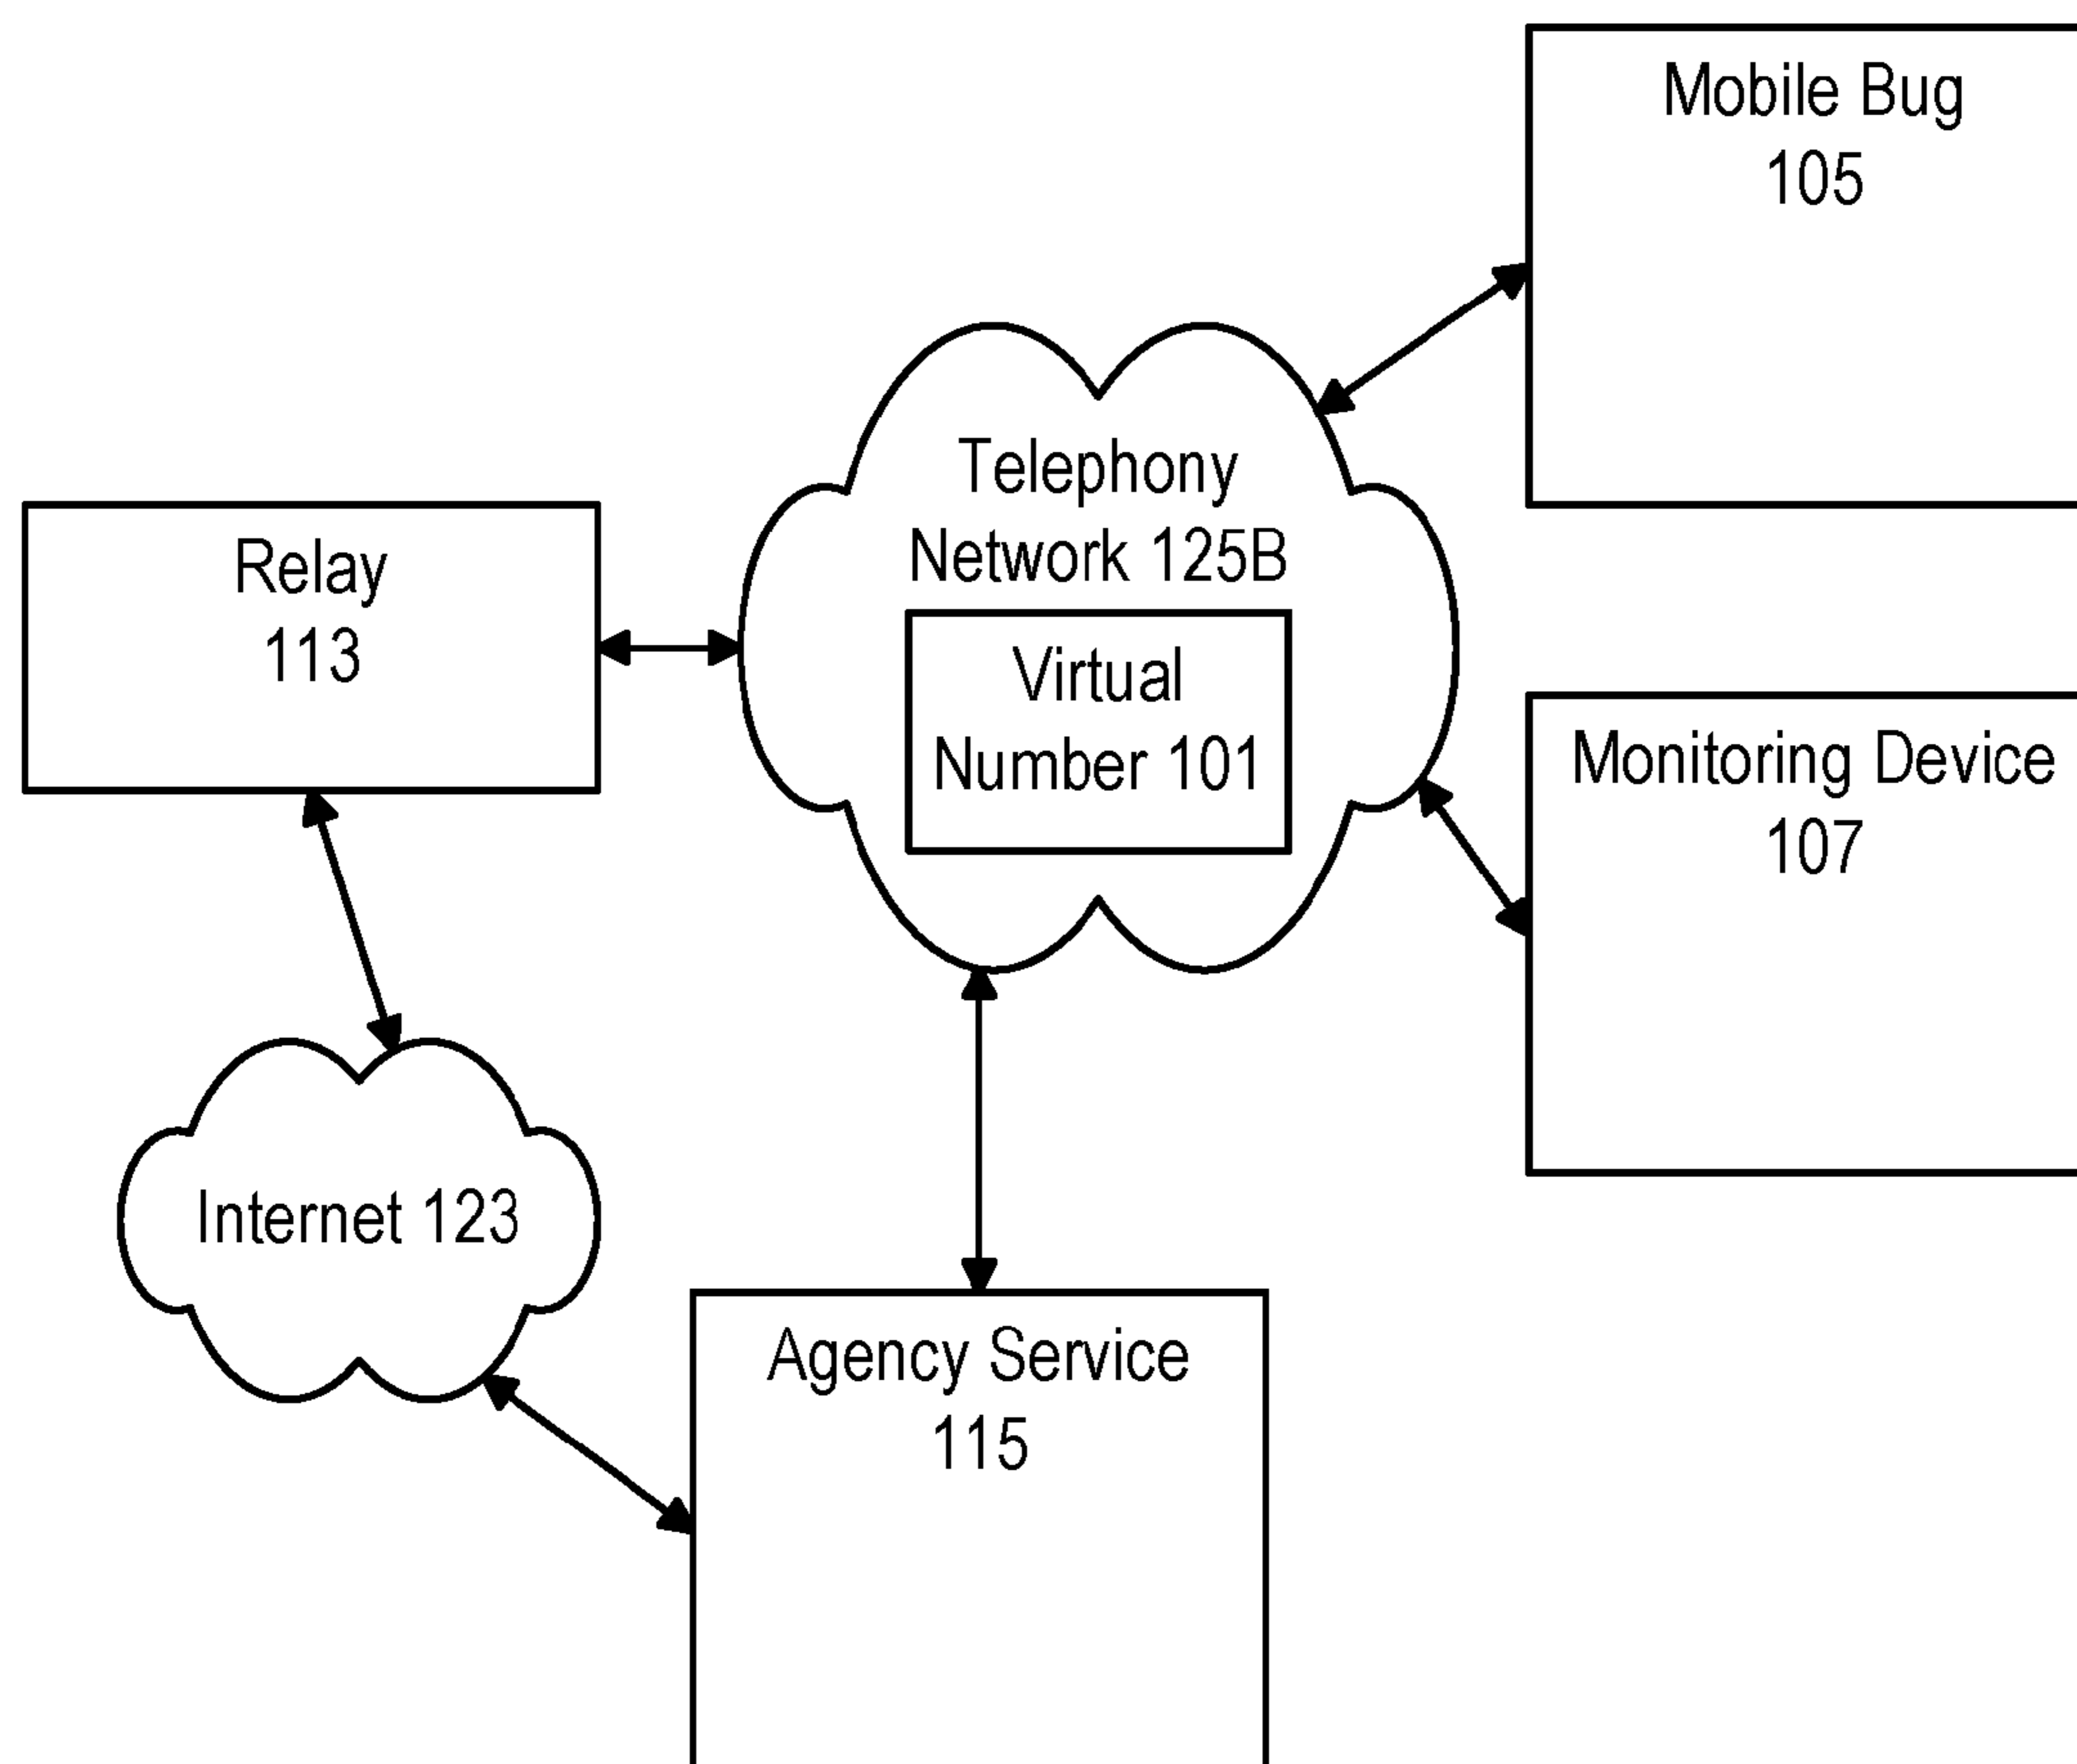 Mobile Bug
105
Telephony
Network 125B
Relay
113
Virtual
Number 101
Monitoring Device
107
Internet 123
Agency Service
115